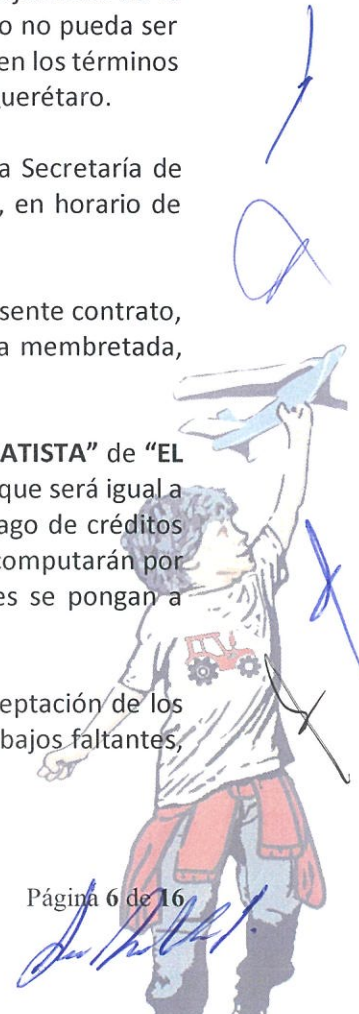 o no pueda ser
en los términos
uerétaro.
a Secretaría de
, en horario de
sente contrato,
a membretada,
ATISTA” de “EL
que será igual a
ago de créditos
computarán por
es se pongan a
eptación de los
bajos faltantes,
Página 6 de 16